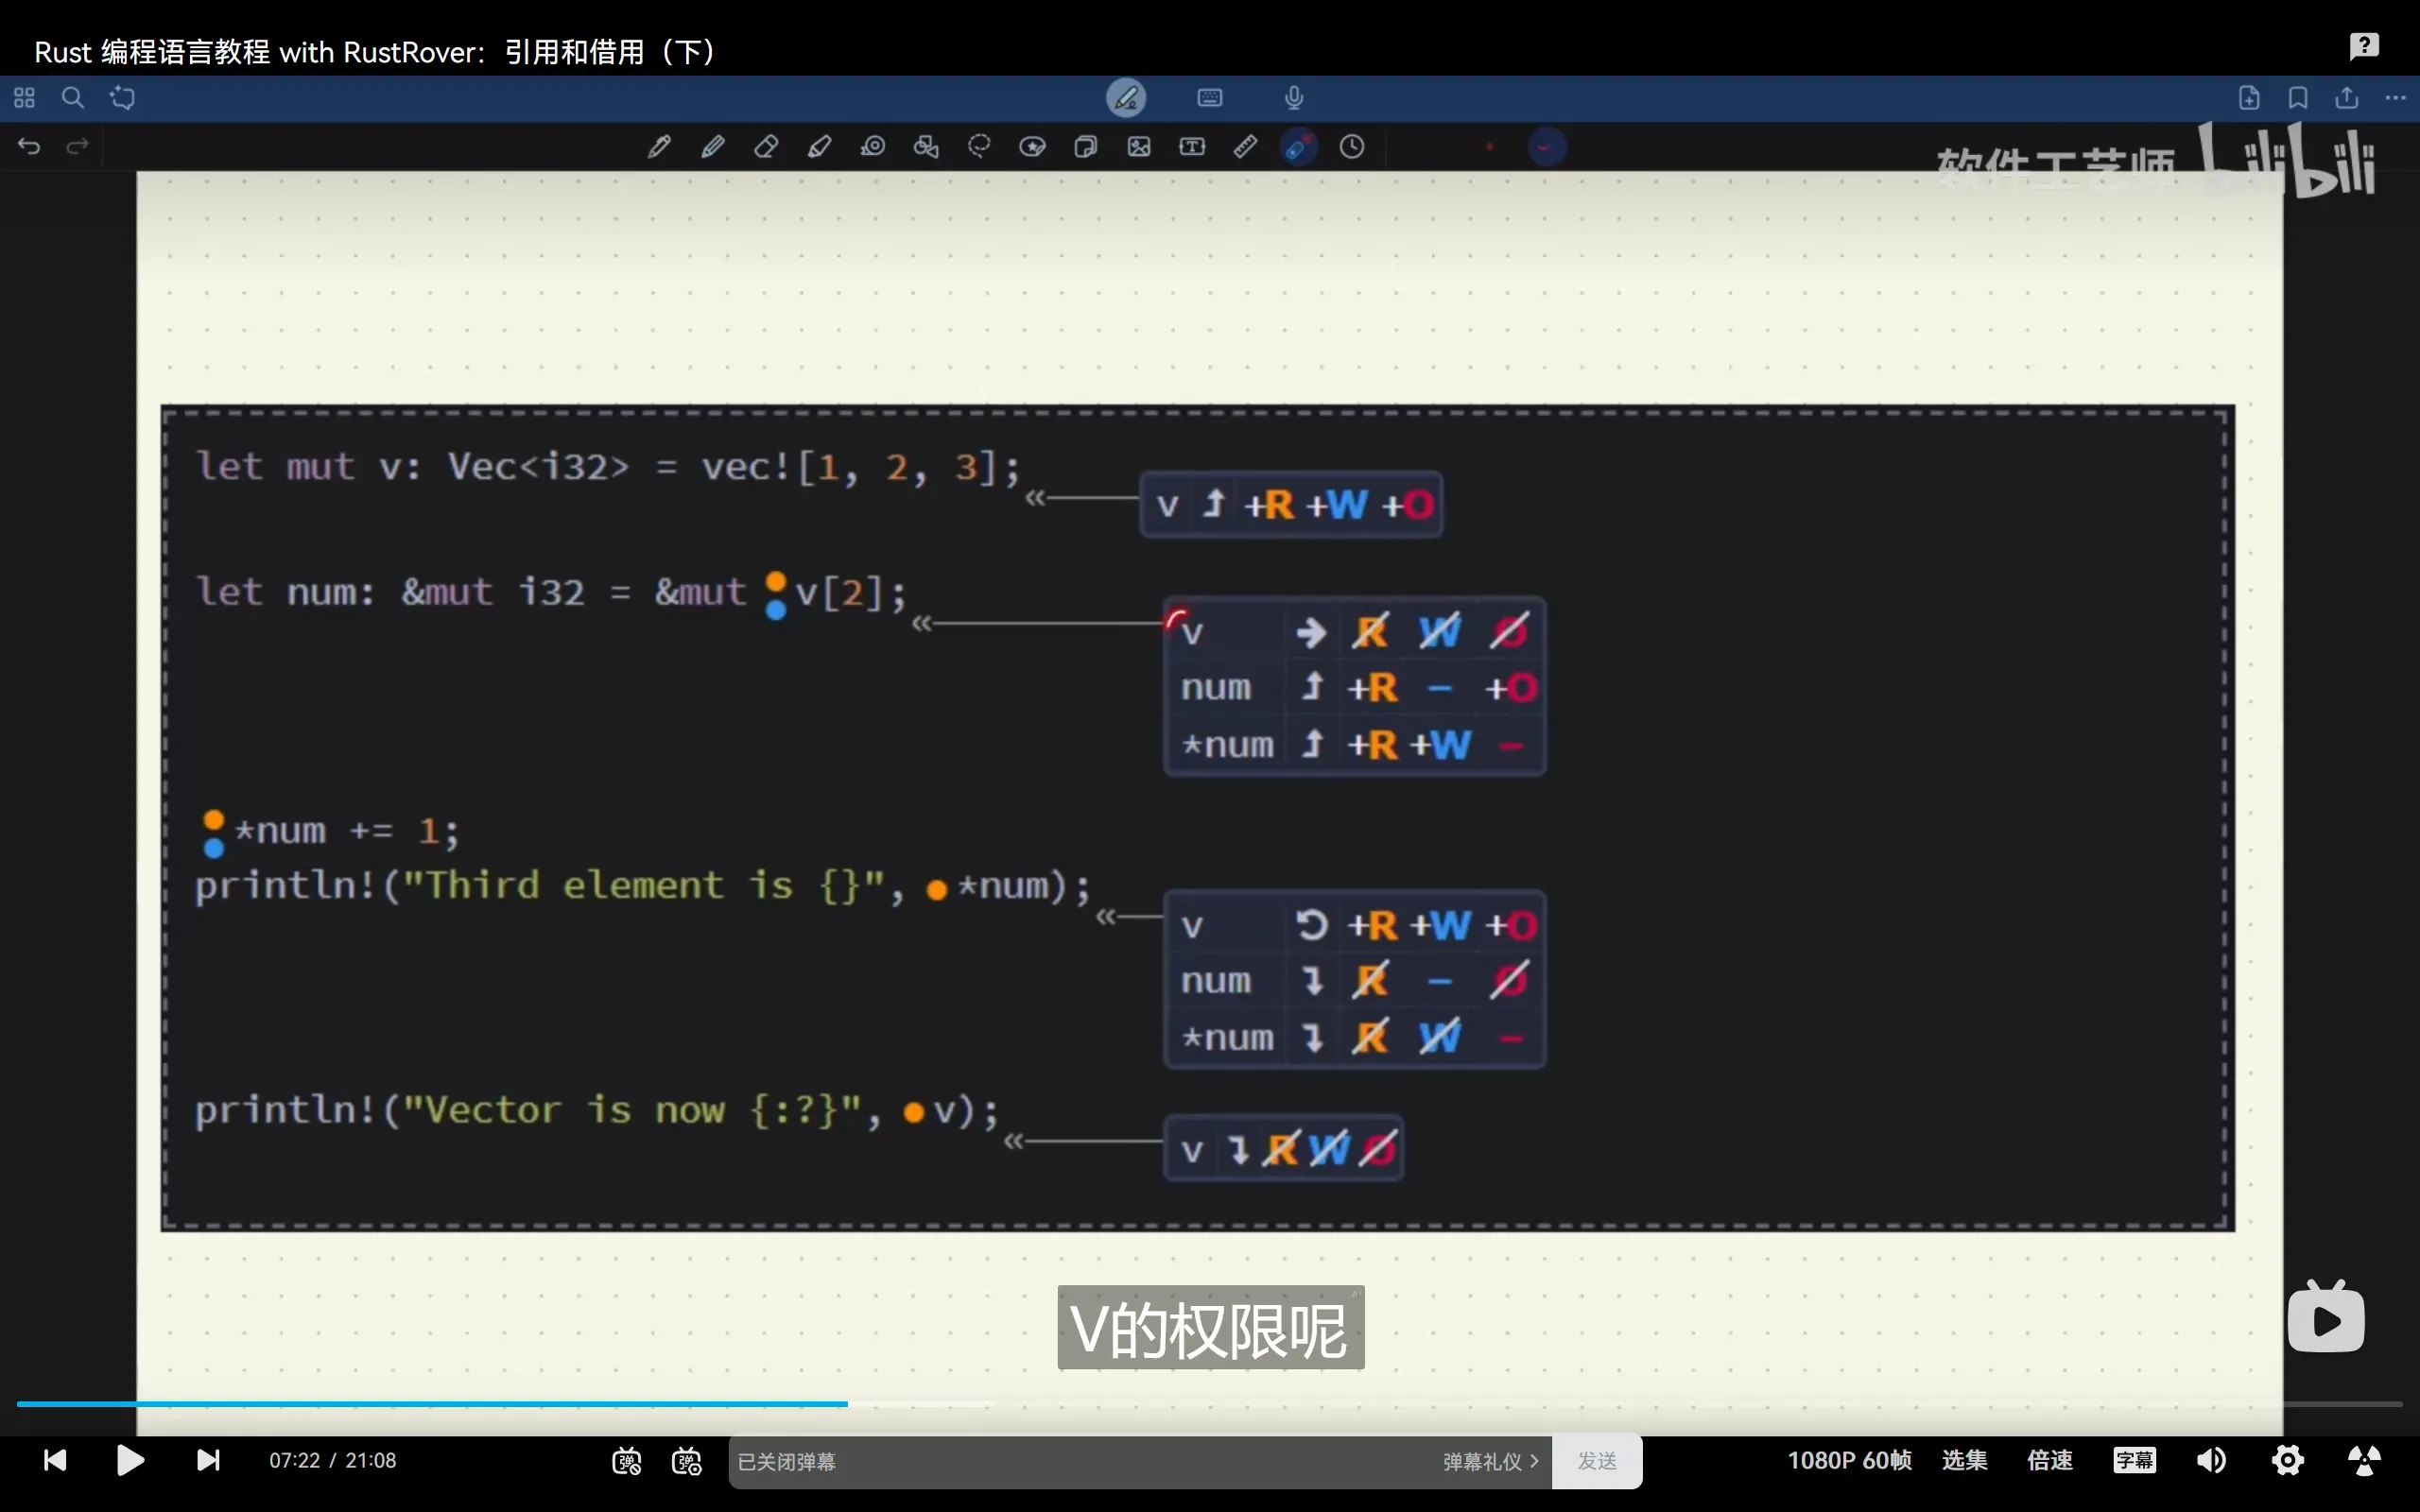 Rust 编程语言教程 with RustRover：引用和借用（下）
软件工艺师 bilibili
let mut v: Vec<i32> = vec![1, 2, 3];
v ↥ +R +W +O
let num: &mut i32 = &mut v[2];
v → R W O
num ↥ +R - +O
*num ↥ +R +W -
*num += 1;
println!("Third element is {}", *num);
v ↺ +R +W +O
num ↧ R - O
*num ↧ R W -
println!("Vector is now {:?}", v);
v ↧ R W O
V的权限呢
07:22 / 21:08
弹
弹
已关闭弹幕
弹幕礼仪 >
发送
1080P 60帧
选集
倍速
字幕